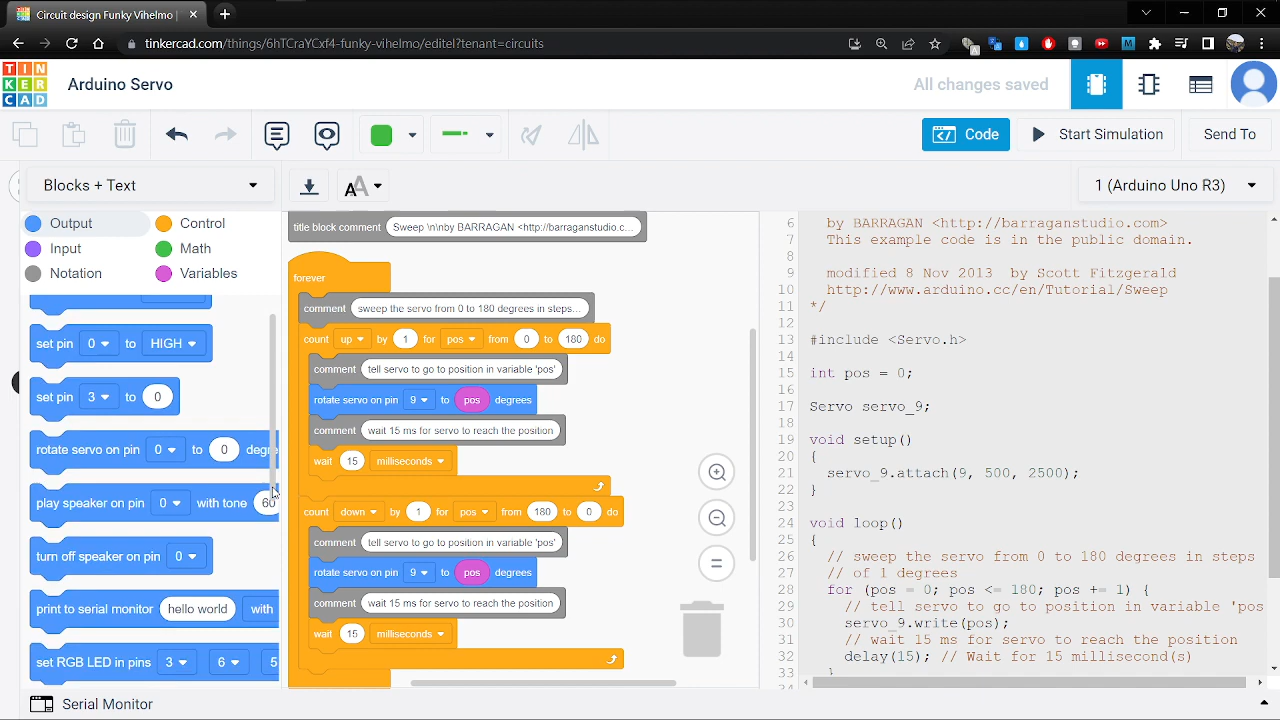 Circuit design Funky Vihelmo |
tinkercad.com/things/6hTCraYCxf4-funky-vihelmo/editel?tenant=circuits
TIN
KER
CAD
Arduino Servo
All changes saved
Code
Start Simulation
Send To
Blocks + Text
1 (Arduino Uno R3)
Output
Control
Input
Math
Notation
Variables
set pin 0 to HIGH
set pin 3 to 0
rotate servo on pin 0 to 0 degre
play speaker on pin 0 with tone 60
turn off speaker on pin 0
print to serial monitor hello world with
set RGB LED in pins 3 6 5
title block comment Sweep \n\nby BARRAGAN <http://barraganstudio.c...
forever
comment sweep the servo from 0 to 180 degrees in steps...
count up by 1 for pos from 0 to 180 do
comment tell servo to go to position in variable 'pos'
rotate servo on pin 9 to pos degrees
comment wait 15 ms for servo to reach the position
wait 15 milliseconds
count down by 1 for pos from 180 to 0 do
comment tell servo to go to position in variable 'pos'
rotate servo on pin 9 to pos degrees
comment wait 15 ms for servo to reach the position
wait 15 milliseconds
6 by BARRAGAN <http://barraganstudio.com>
7 This example code is in the public domain.
8
9 modified 8 Nov 2013 by Scott Fitzgerald
10 http://www.arduino.cc/en/Tutorial/Sweep
11 */
12
13 #include <Servo.h>
14
15 int pos = 0;
16
17 Servo servo_9;
18
19 void setup()
20 {
21 servo_9.attach(9, 500, 2500);
22 }
23
24 void loop()
25 {
26 // sweep the servo from 0 to 180 degrees in steps
27 // of 1 degrees
28 for (pos = 0; pos <= 180; pos += 1) {
29 // tell servo to go to position in variable 'pos
30 servo_9.write(pos);
31 // wait 15 ms for servo to reach the position
32 delay(15); // Wait for 15 millisecond(s)
33 }
34
Serial Monitor